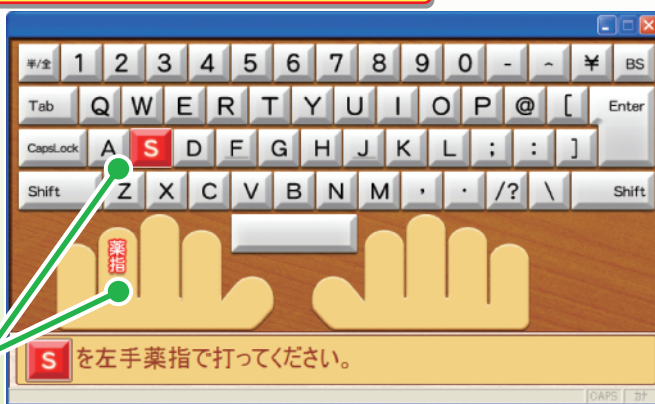 半/全 1 2 3 4 5 6 7 8 9 0 - ^ ¥ BS
Tab Q W E R T Y U I O P @ [ Enter
CapsLock A S D F G H J K L ; : ]
Shift Z X C V B N M , . /? \ Shift
薬指
S を左手薬指で打ってください。
CAPS カナ